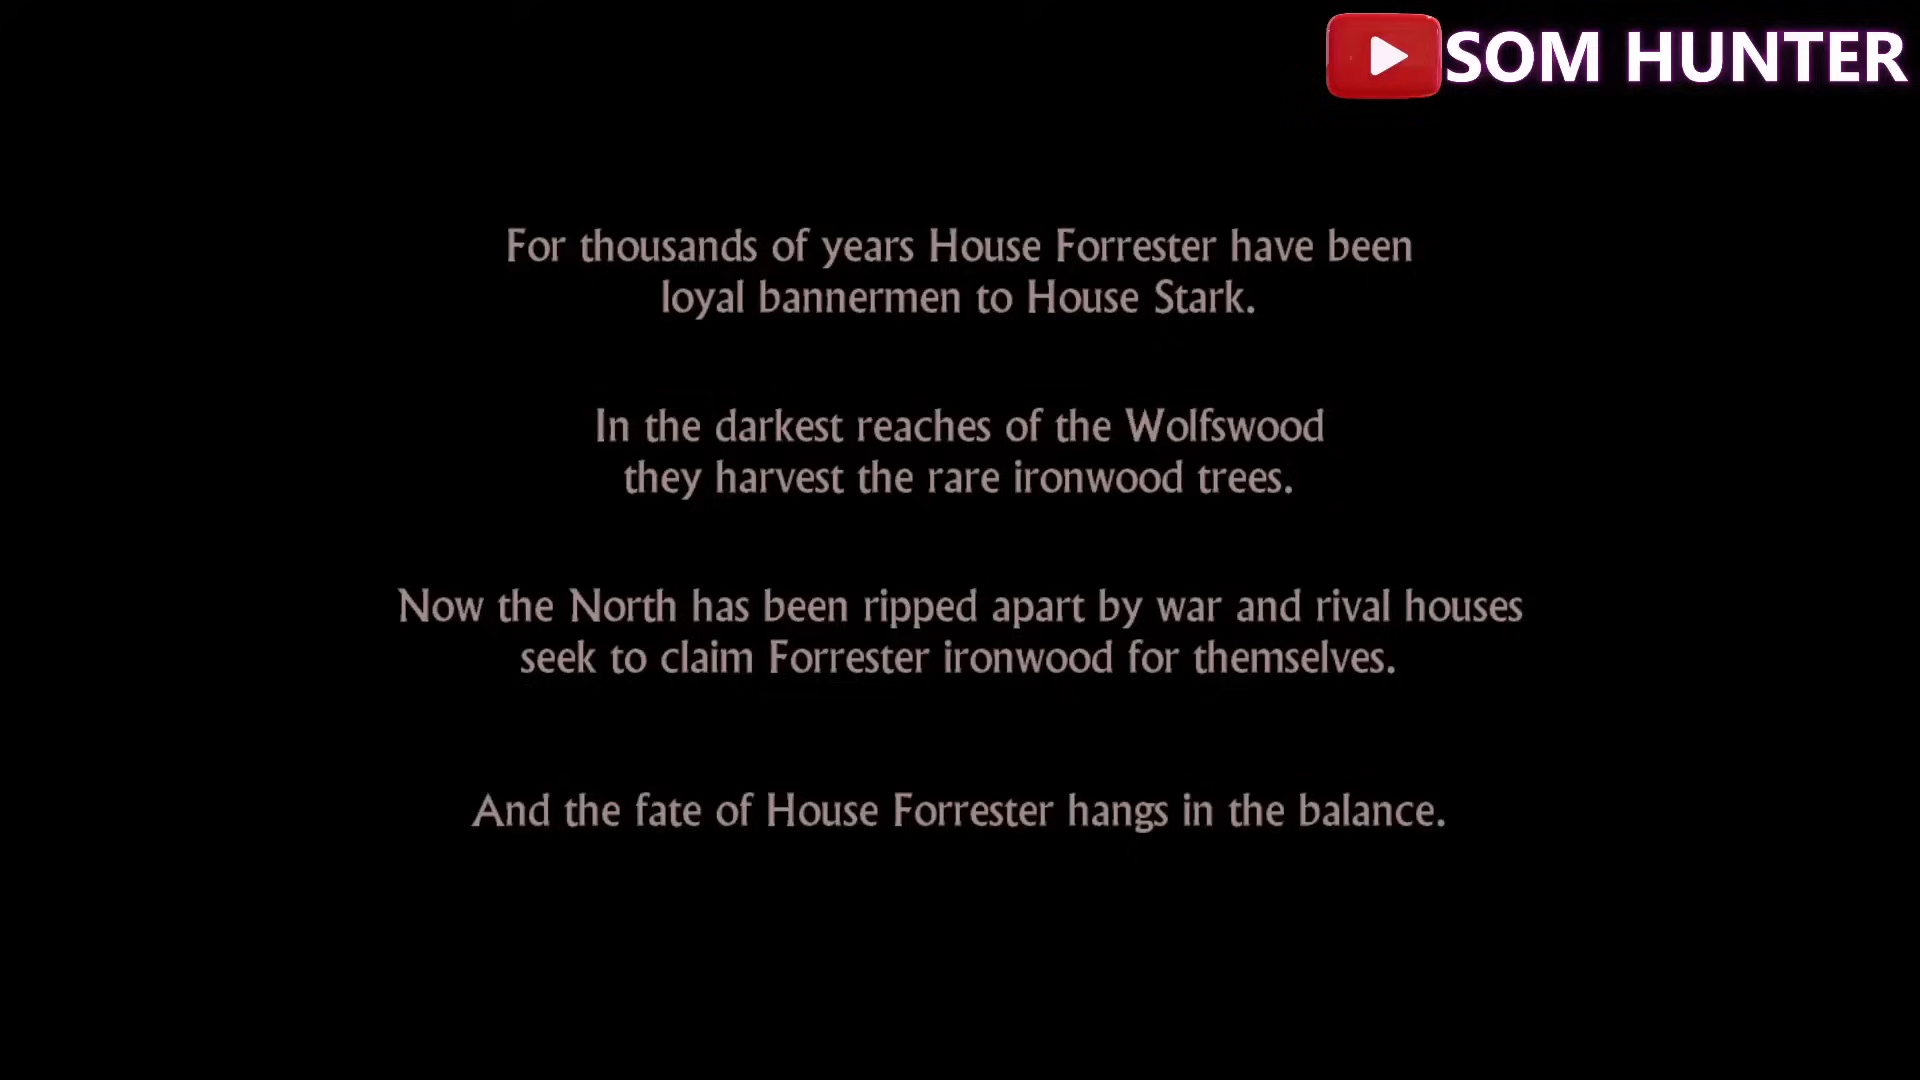 SOM HUNTER
For thousands of years House Forrester have been
loyal bannermen to House Stark.
In the darkest reaches of the Wolfswood
they harvest the rare ironwood trees.
Now the North has been ripped apart by war and rival houses
seek to claim Forrester ironwood for themselves.
And the fate of House Forrester hangs in the balance.